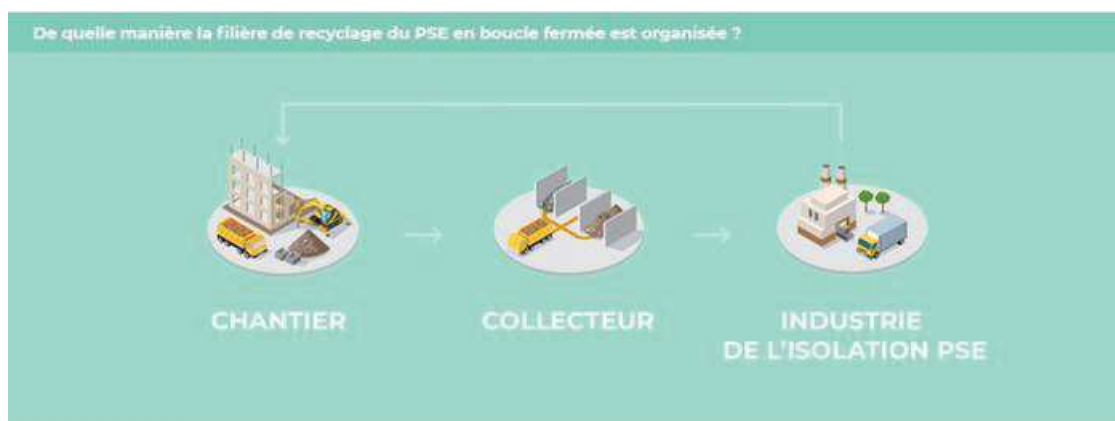 De quelle manière la filière de recyclage du PSE en boucle fermée est organisée ?
CHANTIER
COLLECTEUR
INDUSTRIE
DE L'ISOLATION PSE